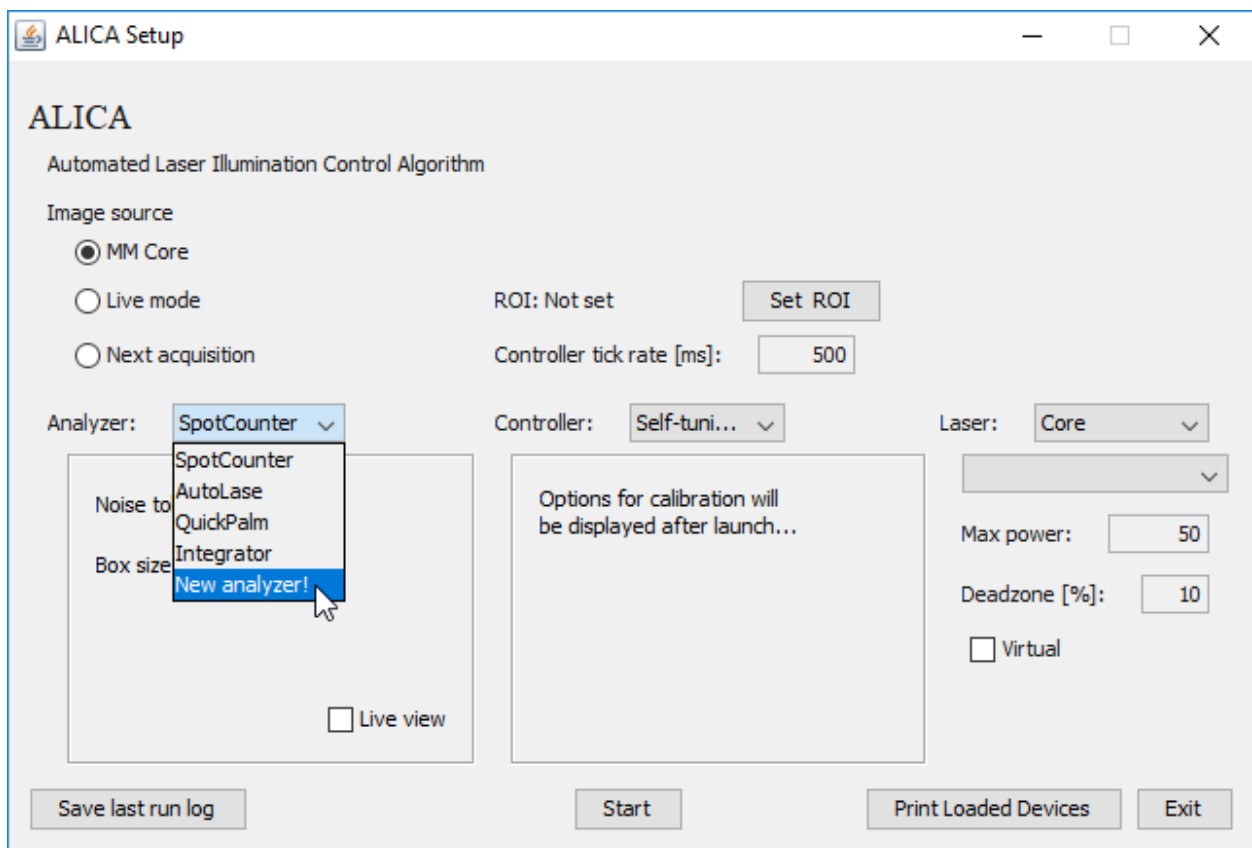 ALICA Setup
ALICA
Automated Laser Illumination Control Algorithm
Image source
MM Core
Live mode
ROI: Not set
Set ROI
Next acquisition
Controller tick rate [ms]:
500
Analyzer:
SpotCounter
Controller:
Self-tuni...
Laser:
Core
SpotCounter
AutoLase
QuickPalm
Integrator
New analyzer!
Noise to
Box size
Options for calibration will
be displayed after launch...
Max power:
50
Deadzone [%]:
10
Virtual
Live view
Save last run log
Start
Print Loaded Devices
Exit